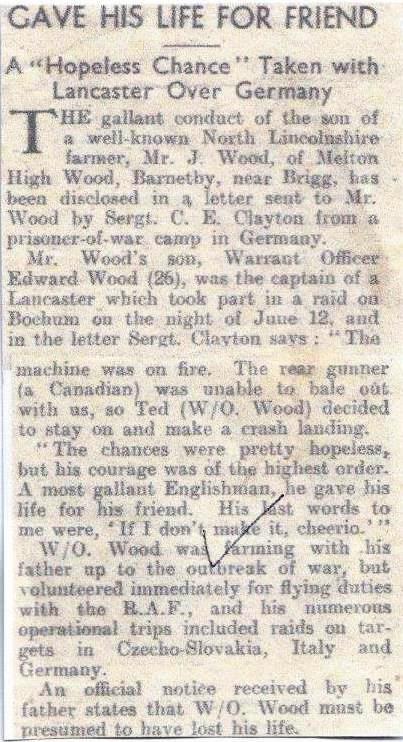 GAVE HIS LIFE FOR FRIEND
A "Hopeless Chance" Taken with
Lancaster Over Germany
THE gallant conduct of the son of
a well-known North Lincolnshire
farmer, Mr. J. Wood, of Melton
High Wood, Barnetby, near Brigg, has
been disclosed in a letter sent to Mr.
Wood by Sergt. C. E. Clayton from a
prisoner-of-war camp in Germany.
Mr. Wood's son, Warrant Officer
Edward Wood (26), was the captain of a
Lancaster which took part in a raid on
Bochum on the night of June 12, and
in the letter Sergt. Clayton says: "The
machine was on fire. The rear gunner
(a Canadian) was unable to bale out
with us, so Ted (W/O. Wood) decided
to stay on and make a crash landing.
"The chances were pretty hopeless,
but his courage was of the highest order.
A most gallant Englishman, he gave his
life for his friend. His last words to
me were, 'If I don't make it, cheerio.'"
W/O. Wood was farming with his
father up to the outbreak of war, but
volunteered immediately for flying duties
with the R.A.F., and his numerous
operational trips included raids on tar-
gets in Czecho-Slovakia, Italy and
Germany.
An official notice received by his
father states that W/O. Wood must be
presumed to have lost his life.